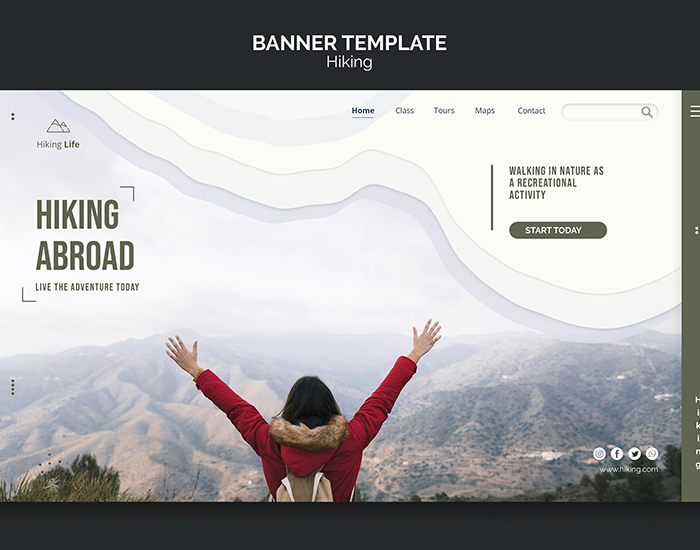 BANNER TEMPLATE
Hiking
Home Class Tours Maps Contact
Hiking Life
WALKING IN NATURE AS
A RECREATIONAL
ACTIVITY
START TODAY
HIKING
ABROAD
LIVE THE ADVENTURE TODAY
www.hiking.com
H
i
k
i
n
g